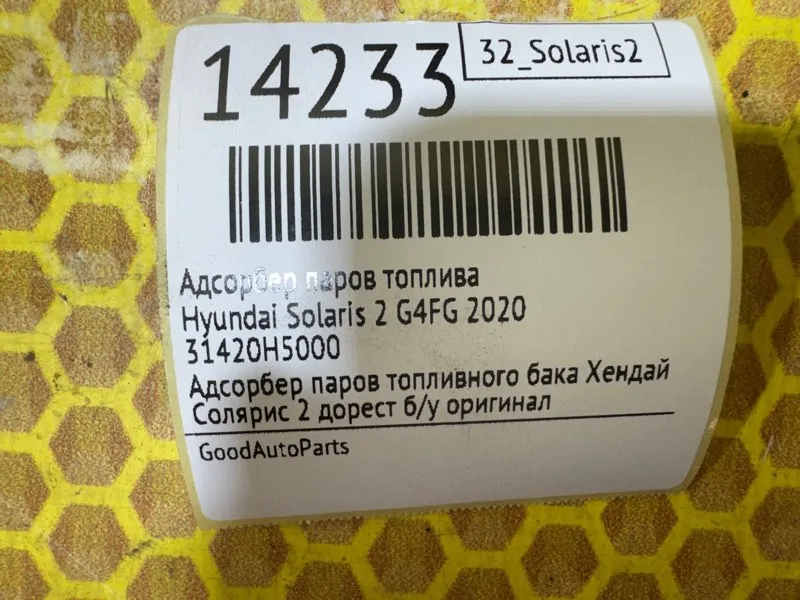 14233
32_Solaris2
Адсорбер паров топлива
Hyundai Solaris 2 G4FG 2020
31420H5000
Адсорбер паров топливного бака Хендай
Солярис 2 дорест б/у оригинал
GoodAutoParts